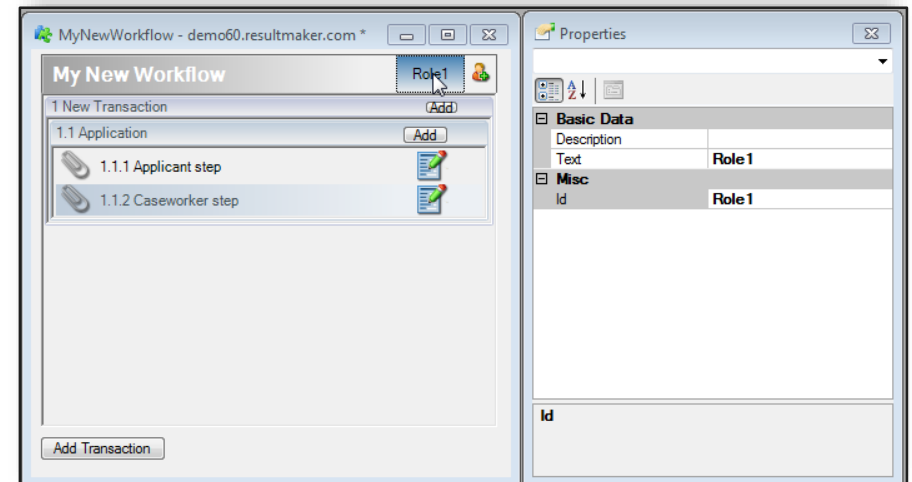 MyNewWorkflow - demo60.resultmaker.com *
My New Workflow
Role1
1 New Transaction
Add
1.1 Application
Add
1.1.1 Applicant step
1.1.2 Caseworker step
Add Transaction
Properties
Basic Data
Description
Text Role1
Misc
Id Role1
Id